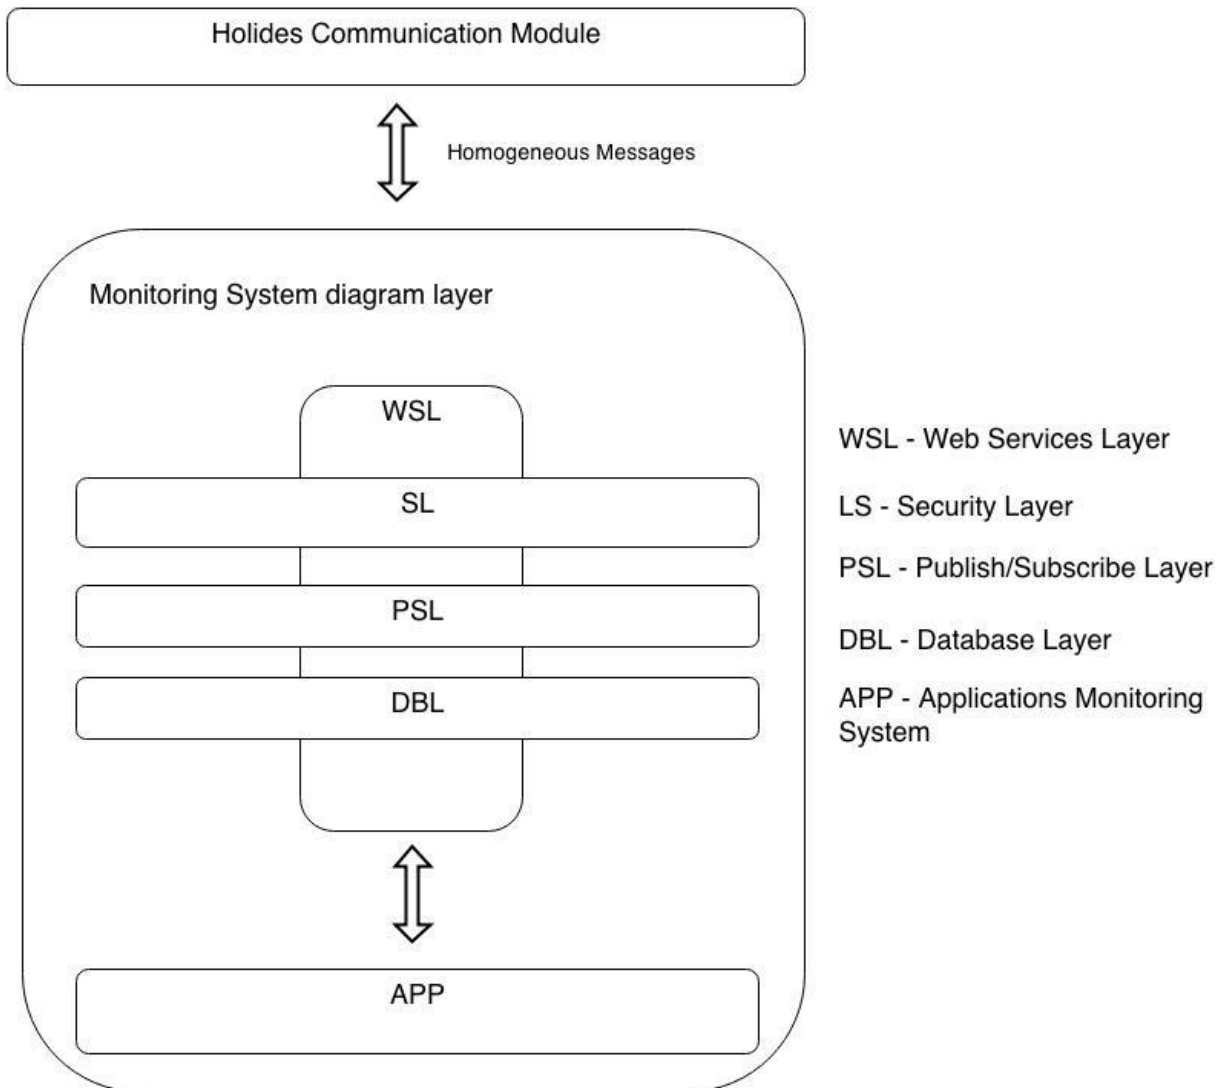 Holides Communication Module
Homogeneous Messages
Monitoring System diagram layer
WSL
SL
PSL
DBL
APP
WSL - Web Services Layer
LS - Security Layer
PSL - Publish/Subscribe Layer
DBL - Database Layer
APP - Applications Monitoring
System